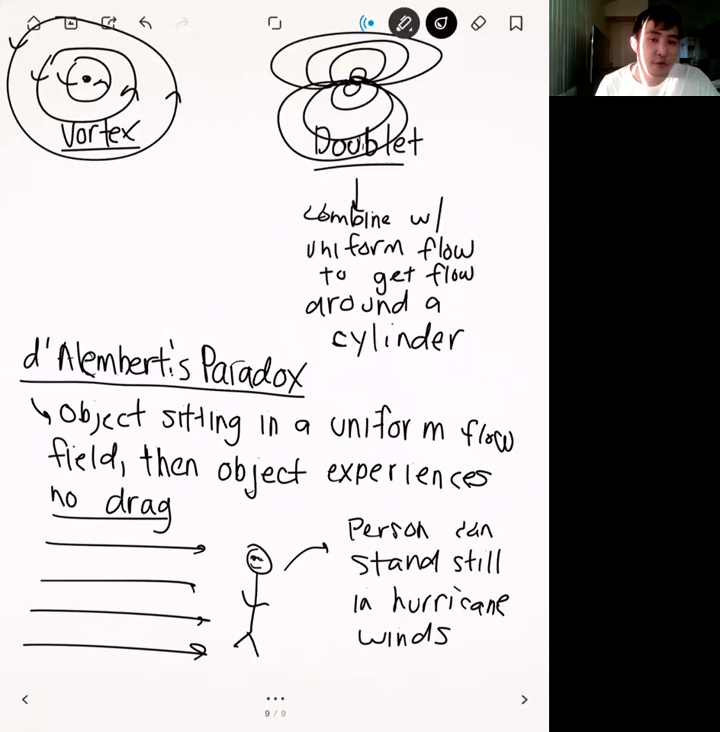 Vortex
Doublet
combine w/
uniform flow
to get flow
around a
cylinder
d'Alembert's Paradox
object sitting in a uniform flow
field, then object experiences
no drag
Person can
stand still
in hurricane
winds
9 / 9